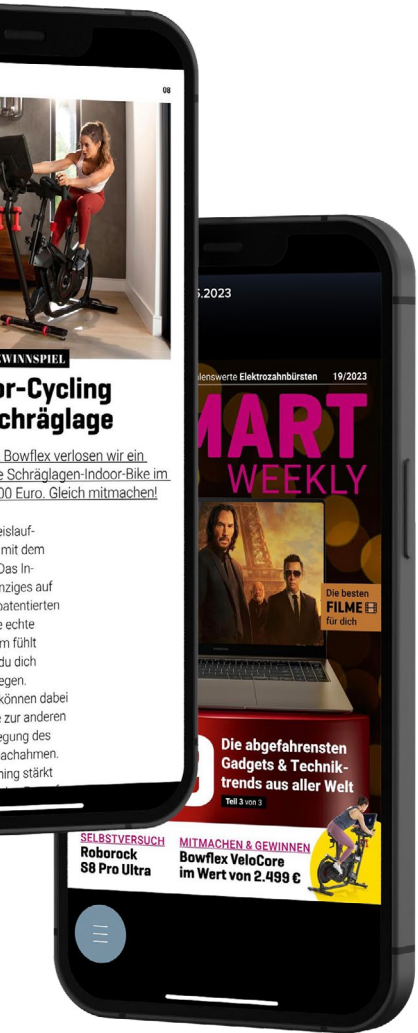 08
EWINNSPIEL
or-Cycling
chräglage
Bowflex verlosen wir ein
e Schräglagen-Indoor-Bike im
00 Euro. Gleich mitmachen!
eislauf-
mit dem
Das In-
nziges auf
patentierten
e echte
m fühlt
du dich
egen.
können dabei
e zur anderen
egung des
achahmen.
ning stärkt
5.2023
lenswerte Elektrozahnbürsten 19/2023
MART
WEEKLY
Die besten
FILME
für dich
Die abgefahrensten
Gadgets & Technik-
trends aus aller Welt
Teil 3 von 3
SELBSTVERSUCH
Roborock
S8 Pro Ultra
MITMACHEN & GEWINNEN
Bowflex VeloCore
im Wert von 2.499 €